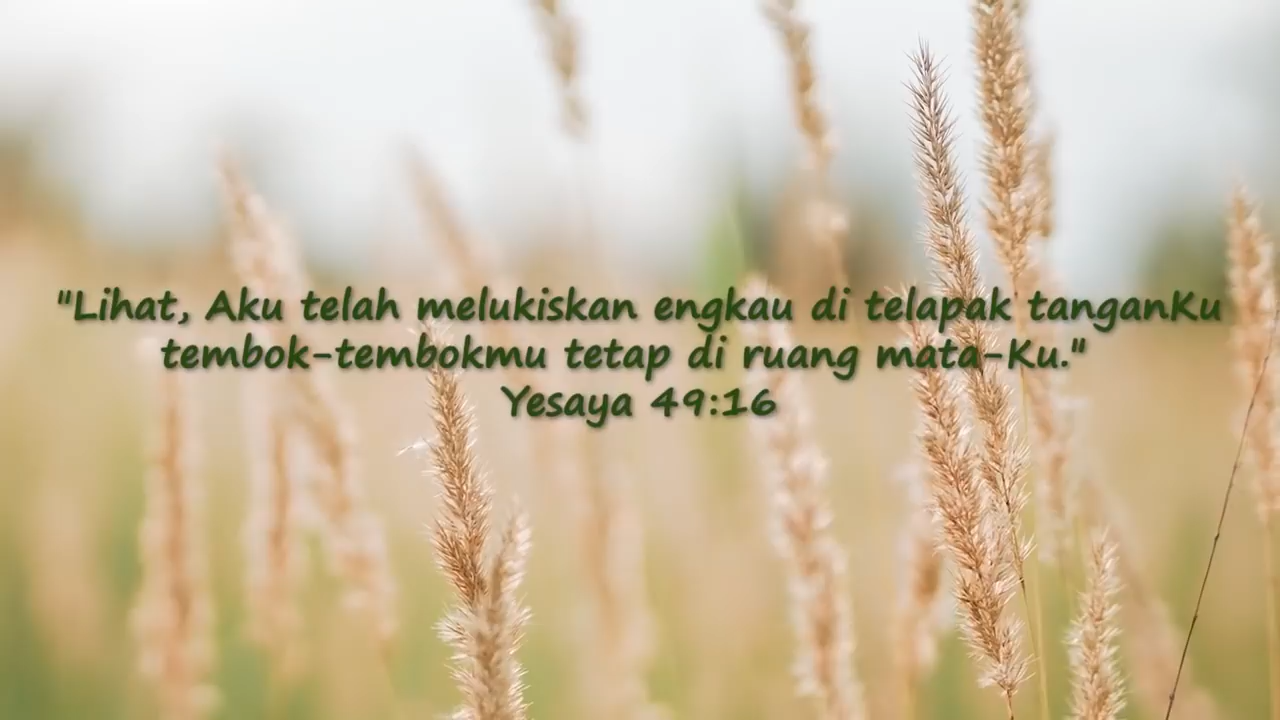 "Lihat, Aku telah melukiskan engkau di telapak tanganKu
tembok-tembokmu tetap di ruang mata-Ku."
Yesaya 49:16